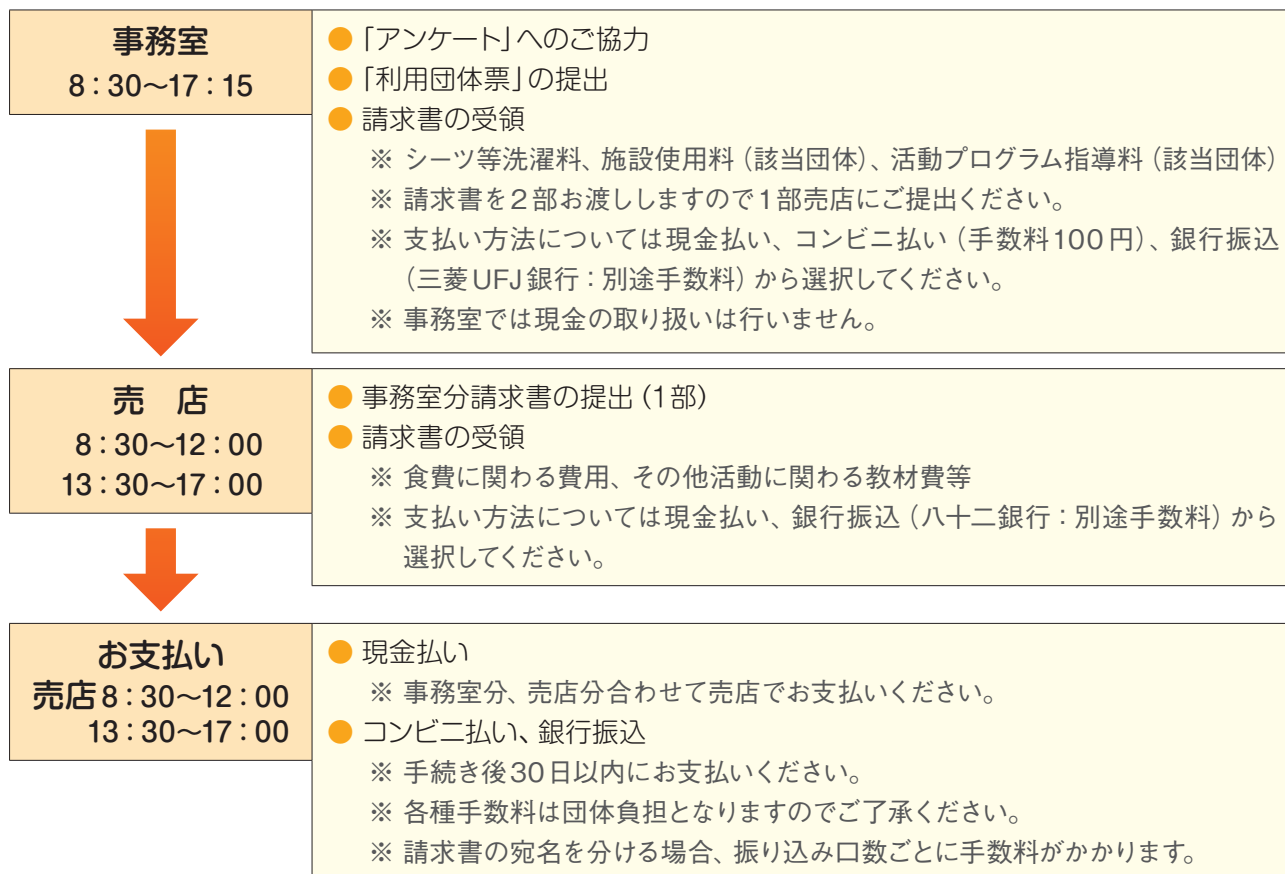 事務室
8：30〜17：15
●「アンケート」へのご協力
●「利用団体票」の提出
● 請求書の受領
※ シーツ等洗濯料、施設使用料（該当団体）、活動プログラム指導料（該当団体）
※ 請求書を2部お渡ししますので1部売店にご提出ください。
※ 支払い方法については現金払い、コンビニ払い（手数料100円）、銀行振込
（三菱UFJ銀行：別途手数料）から選択してください。
※ 事務室では現金の取り扱いは行いません。
売　店
8：30〜12：00
13：30〜17：00
● 事務室分請求書の提出（1部）
● 請求書の受領
※ 食費に関わる費用、その他活動に関わる教材費等
※ 支払い方法については現金払い、銀行振込（八十二銀行：別途手数料）から
選択してください。
お支払い
売店8：30〜12：00
13：30〜17：00
● 現金払い
※ 事務室分、売店分合わせて売店でお支払いください。
● コンビニ払い、銀行振込
※ 手続き後30日以内にお支払いください。
※ 各種手数料は団体負担となりますのでご了承ください。
※ 請求書の宛名を分ける場合、振り込み口数ごとに手数料がかかります。